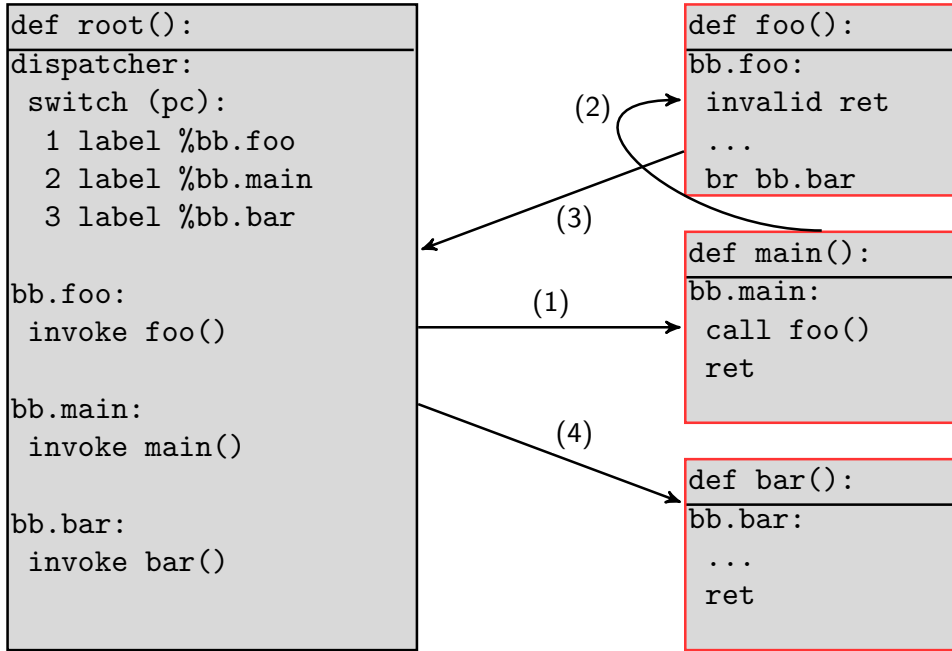 def root():
dispatcher:
switch (pc):
1 label %bb.foo
2 label %bb.main
3 label %bb.bar
bb.foo:
invoke foo()
bb.main:
invoke main()
bb.bar:
invoke bar()
(2)
(3)
(1)
(4)
def foo():
bb.foo:
invalid ret
...
br bb.bar
def main():
bb.main:
call foo()
ret
def bar():
bb.bar:
...
ret